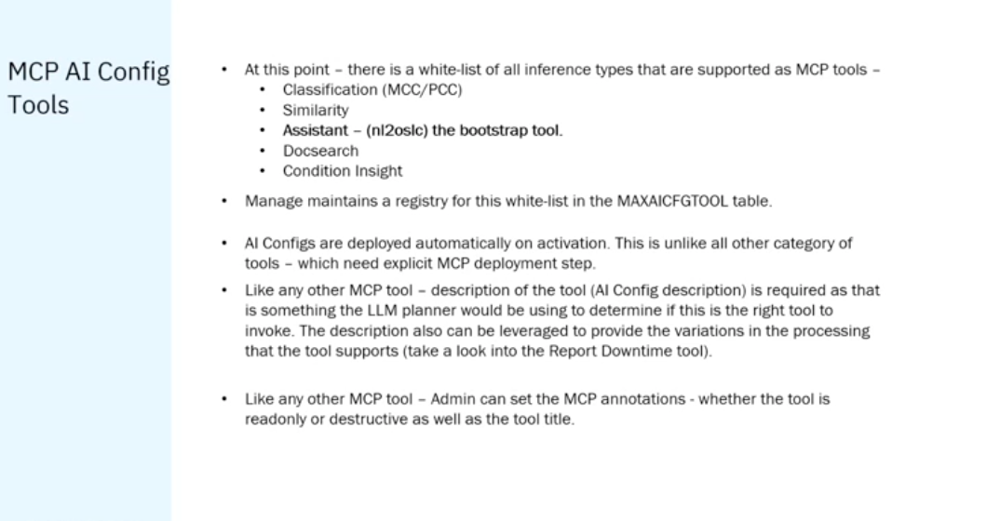 MCP AI Config
Tools
• At this point – there is a white-list of all inference types that are supported as MCP tools –
• Classification (MCC/PCC)
• Similarity
• Assistant – (nl2oslc) the bootstrap tool.
• Docsearch
• Condition Insight
• Manage maintains a registry for this white-list in the MAXAICFGTOOL table.
• AI Configs are deployed automatically on activation. This is unlike all other category of
tools – which need explicit MCP deployment step.
• Like any other MCP tool – description of the tool (AI Config description) is required as that
is something the LLM planner would be using to determine if this is the right tool to
invoke. The description also can be leveraged to provide the variations in the processing
that the tool supports (take a look into the Report Downtime tool).
• Like any other MCP tool – Admin can set the MCP annotations - whether the tool is
readonly or destructive as well as the tool title.